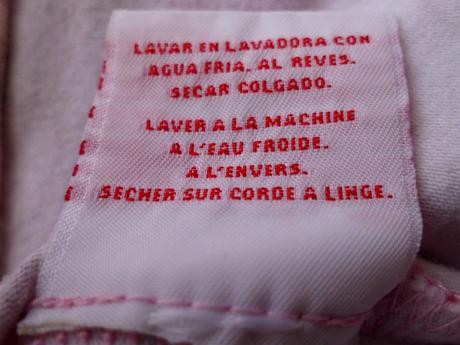 LAVAR EN LAVADORA CON
AGUA FRIA, AL REVES.
SECAR COLGADO.
LAVER A LA MACHINE
A L'EAU FROIDE.
A L'ENVERS.
SECHER SUR CORDE A LINGE.